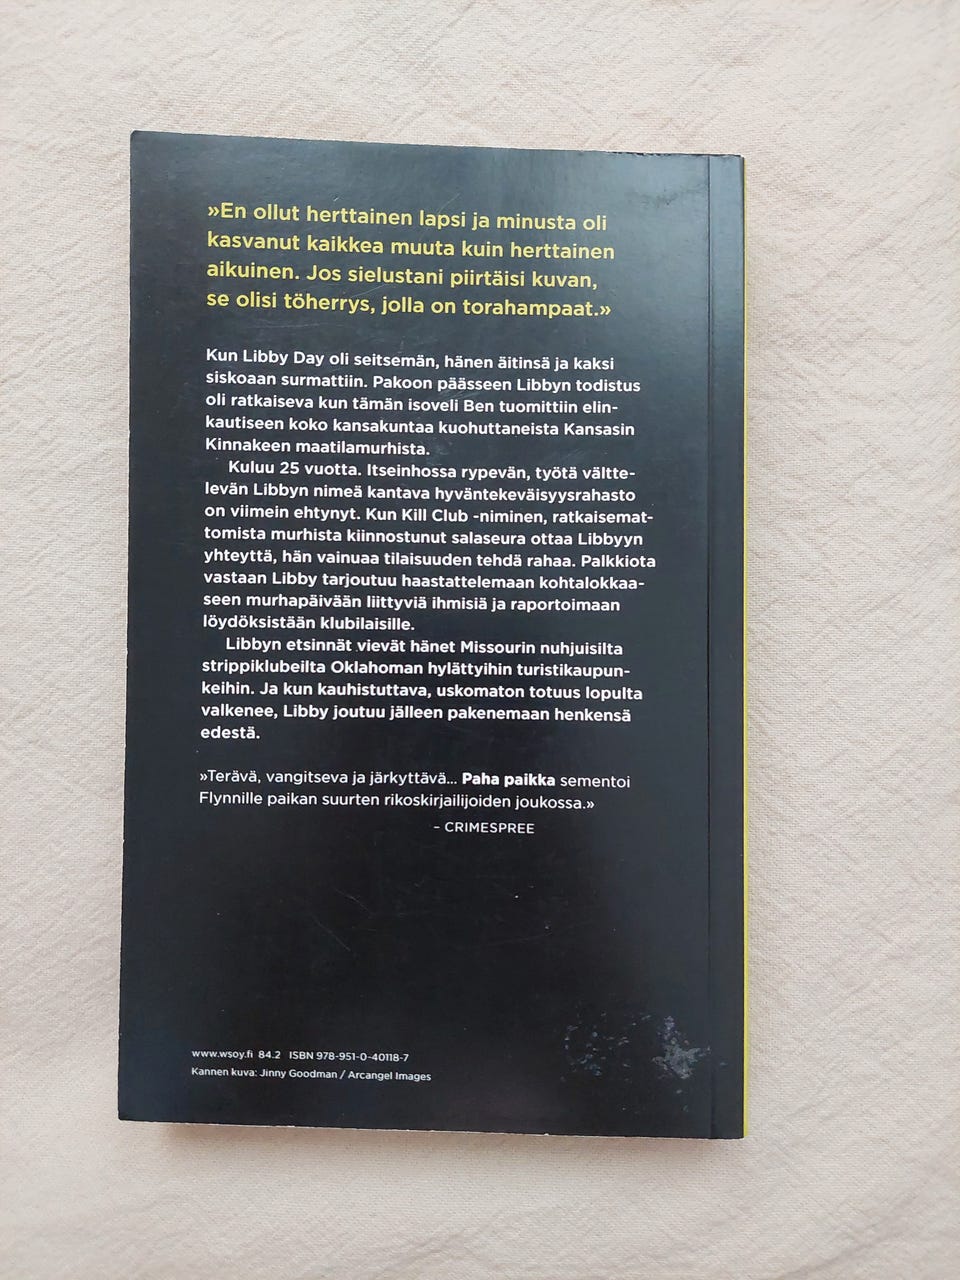 »En ollut herttainen lapsi ja minusta oli
kasvanut kaikkea muuta kuin herttainen
aikuinen. Jos sielustani piirtäisi kuvan,
se olisi töherrys, jolla on torahampaat.»
Kun Libby Day oli seitsemän, hänen äitinsä ja kaksi
siskoaan surmattiin. Pakoon päässeen Libbyn todistus
oli ratkaiseva kun tämän isoveli Ben tuomittiin elin-
kautiseen koko kansakuntaa kuohuttaneista Kansasin
Kinnakeen maatilamurhista.
Kuluu 25 vuotta. Itseinhossa rypevän, työtä vältte-
levän Libbyn nimeä kantava hyväntekeväisyysrahasto
on viimein ehtynyt. Kun Kill Club -niminen, ratkaisemat-
tomista murhista kiinnostunut salaseura ottaa Libbyyn
yhteyttä, hän vainuaa tilaisuuden tehdä rahaa. Palkkiota
vastaan Libby tarjoutuu haastattelemaan kohtalokkaa-
seen murhapäivään liittyviä ihmisiä ja raportoimaan
löydöksistään klubilaisille.
Libbyn etsinnät vievät hänet Missourin nuhjuisilta
strippiklubeilta Oklahoman hylättyihin turistikaupun-
keihin. Ja kun kauhistuttava, uskomaton totuus lopulta
valkenee, Libby joutuu jälleen pakenemaan henkensä
edestä.
»Terävä, vangitseva ja järkyttävä... Paha paikka sementoi
Flynnille paikan suurten rikoskirjailijoiden joukossa.»
– CRIMESPREE
www.wsoy.fi 84.2 ISBN 978-951-0-40118-7
Kannen kuva: Jinny Goodman / Arcangel Images